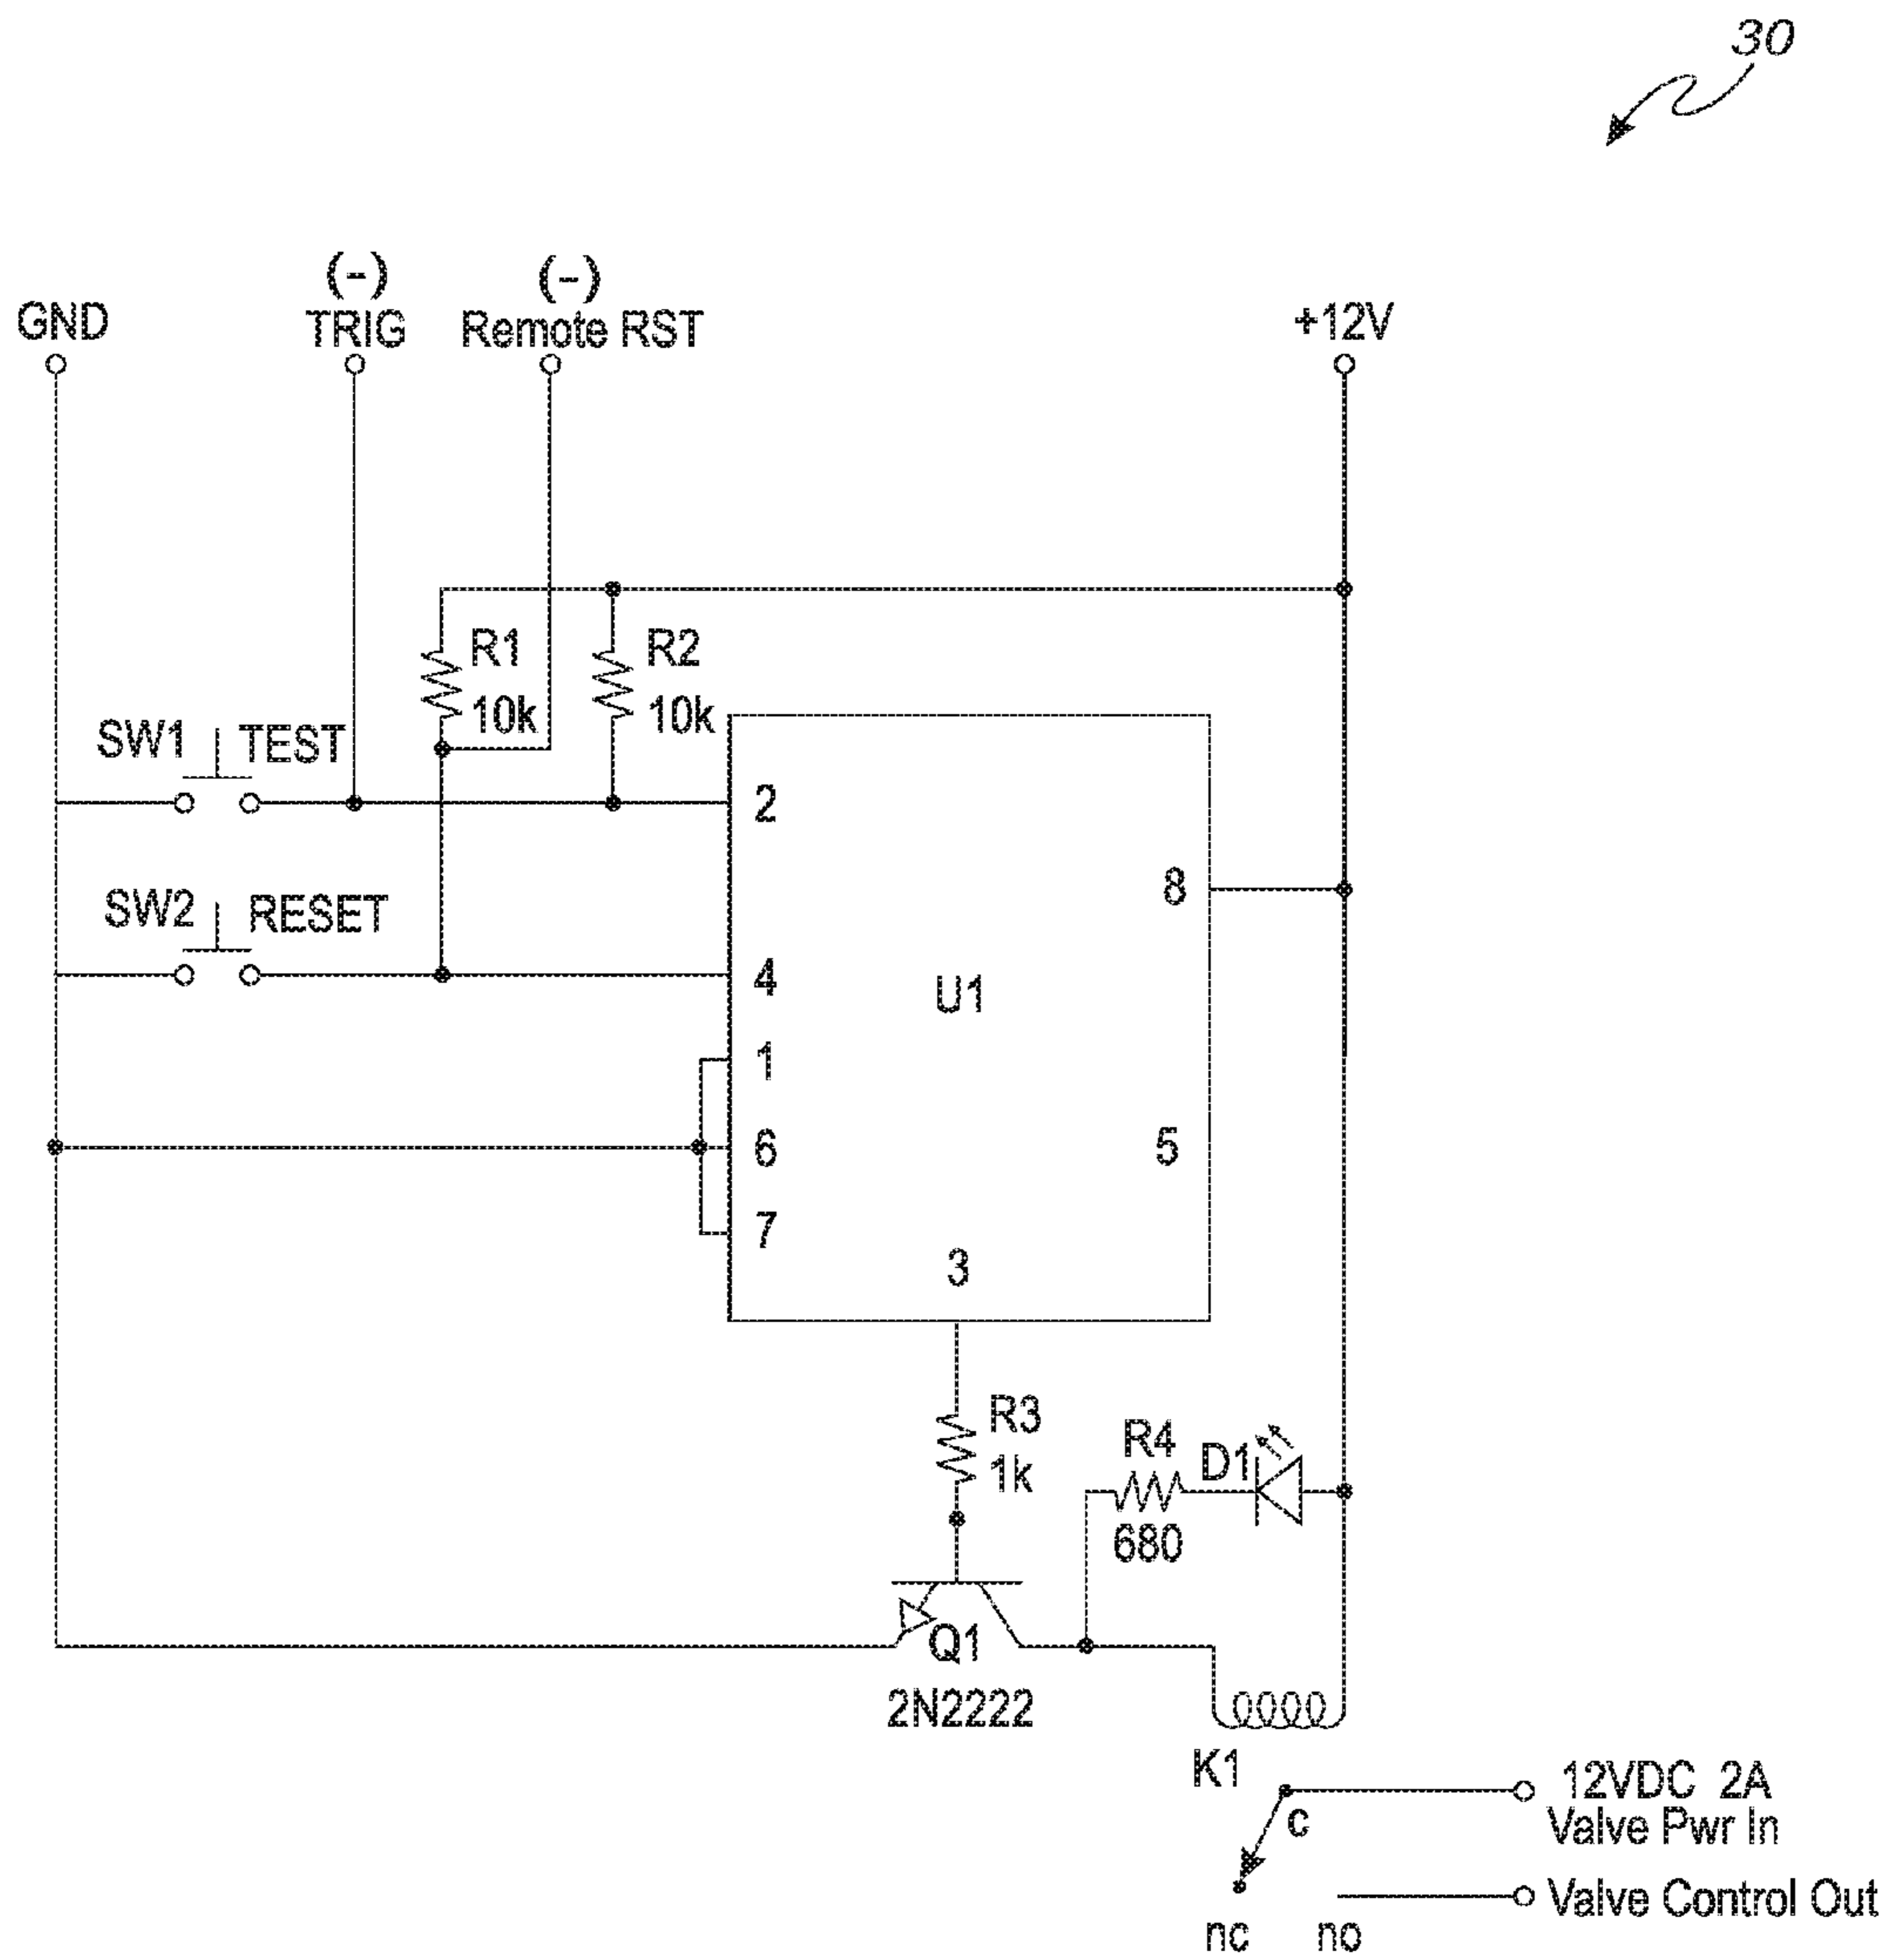 30
(-)
(-)
GND
TRIG
Remote RST
+12V
R1
10k
R2
10k
SW1
TEST
2
8
SW2
RESET
4
U1
1
6
5
7
3
R3
1k
R4
D1
680
Q1
2N2222
K1
12VDC 2A
Valve Pwr In
c
Valve Control Out
nc
no